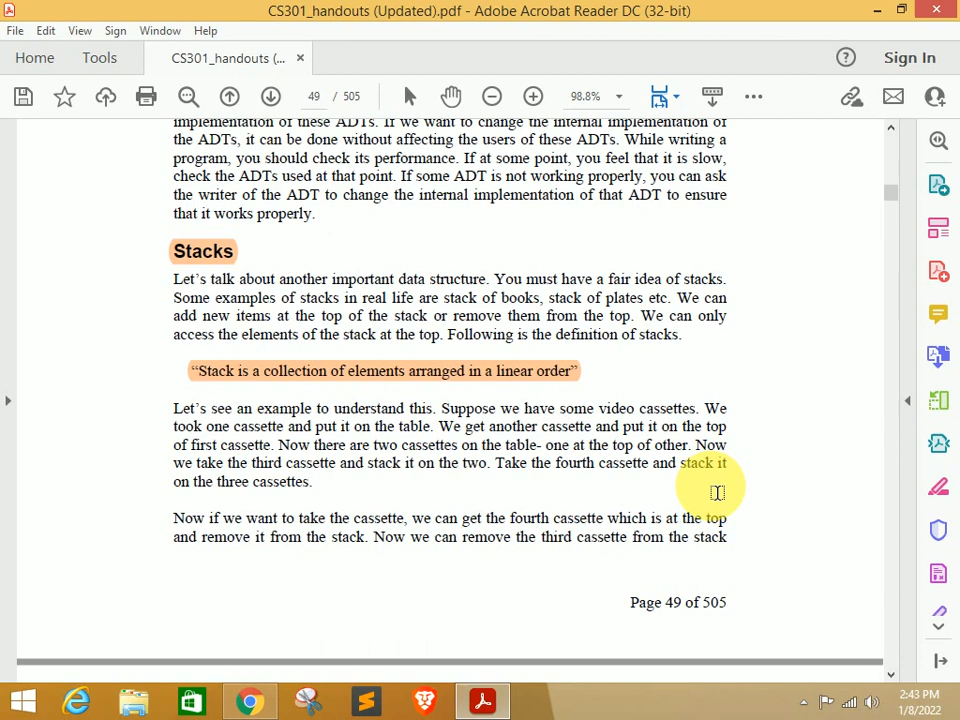 CS301_handouts (Updated).pdf - Adobe Acrobat Reader DC (32-bit)
File Edit View Sign Window Help
Home Tools CS301_handouts (... × Sign In
49 / 505 98.8%
implementation of these ADTs. If we want to change the internal implementation of
the ADTs, it can be done without affecting the users of these ADTs. While writing a
program, you should check its performance. If at some point, you feel that it is slow,
check the ADTs used at that point. If some ADT is not working properly, you can ask
the writer of the ADT to change the internal implementation of that ADT to ensure
that it works properly.
Stacks
Let’s talk about another important data structure. You must have a fair idea of stacks.
Some examples of stacks in real life are stack of books, stack of plates etc. We can
add new items at the top of the stack or remove them from the top. We can only
access the elements of the stack at the top. Following is the definition of stacks.
“Stack is a collection of elements arranged in a linear order”
Let’s see an example to understand this. Suppose we have some video cassettes. We
took one cassette and put it on the table. We get another cassette and put it on the top
of first cassette. Now there are two cassettes on the table- one at the top of other. Now
we take the third cassette and stack it on the two. Take the fourth cassette and stack it
on the three cassettes.
Now if we want to take the cassette, we can get the fourth cassette which is at the top
and remove it from the stack. Now we can remove the third cassette from the stack
Page 49 of 505
2:43 PM
1/8/2022